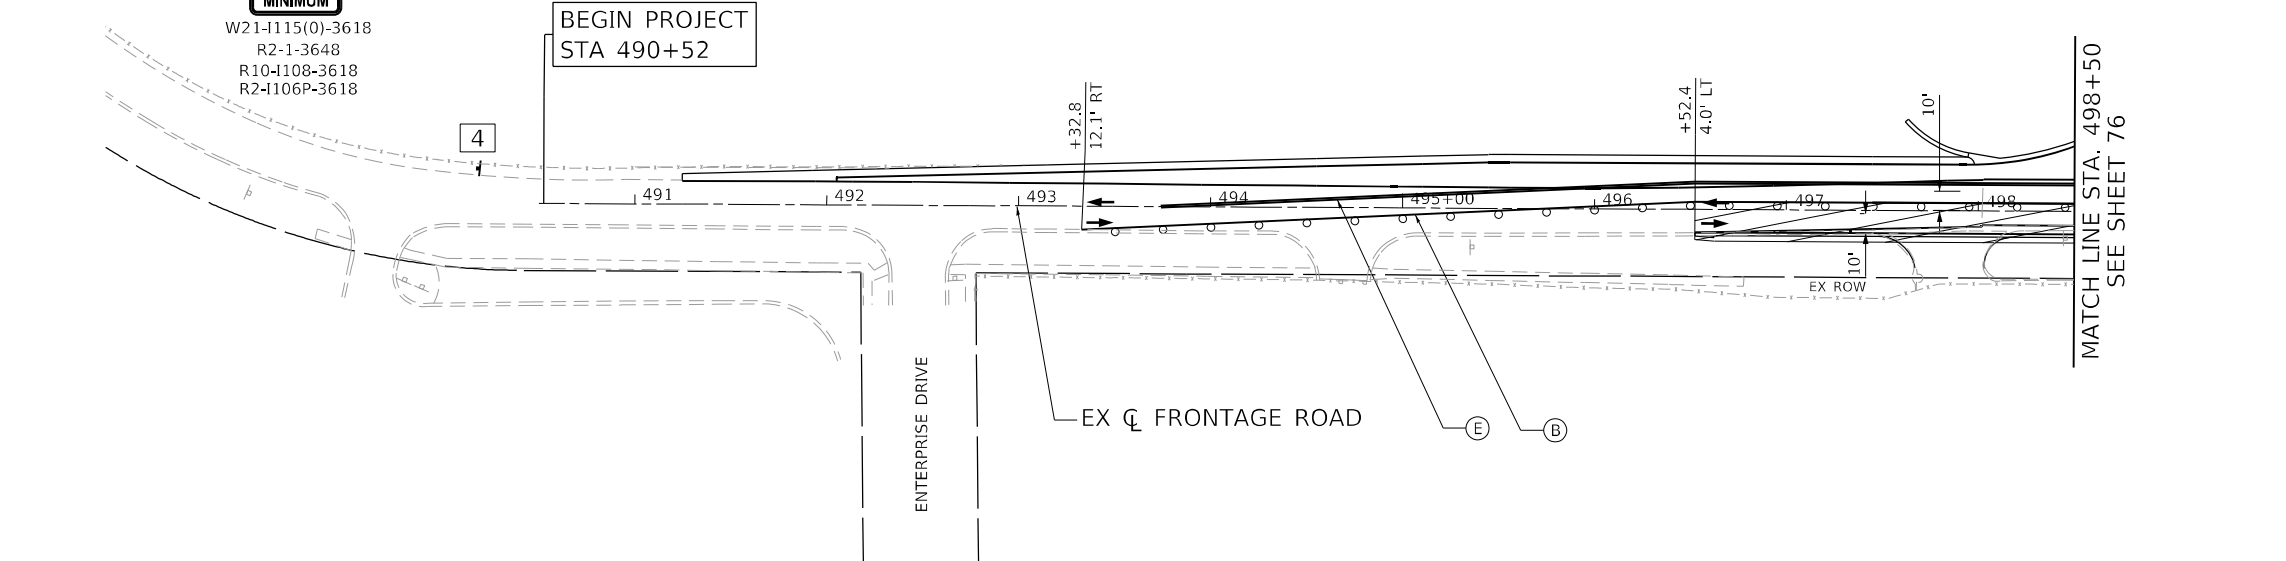 MINIMUM
W21-I115(0)-3618
R2-1-3648
R10-I108-3618
R2-I106P-3618
BEGIN PROJECT
STA 490+52
4
+32.8
12.1' RT
+52.4
4.0' LT
10'
MATCH LINE STA. 498+50
SEE SHEET 76
491
492
493
494
495+00
496
497
498
10'
EX ROW
ENTERPRISE DRIVE
EX ℄ FRONTAGE ROAD
E
B